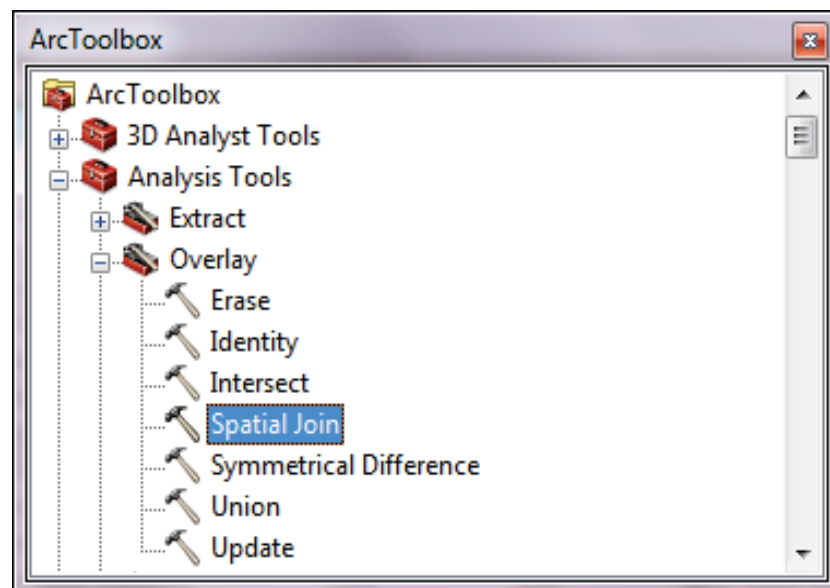 ArcToolbox
ArcToolbox
3D Analyst Tools
Analysis Tools
Extract
Overlay
Erase
Identity
Intersect
Spatial Join
Symmetrical Difference
Union
Update